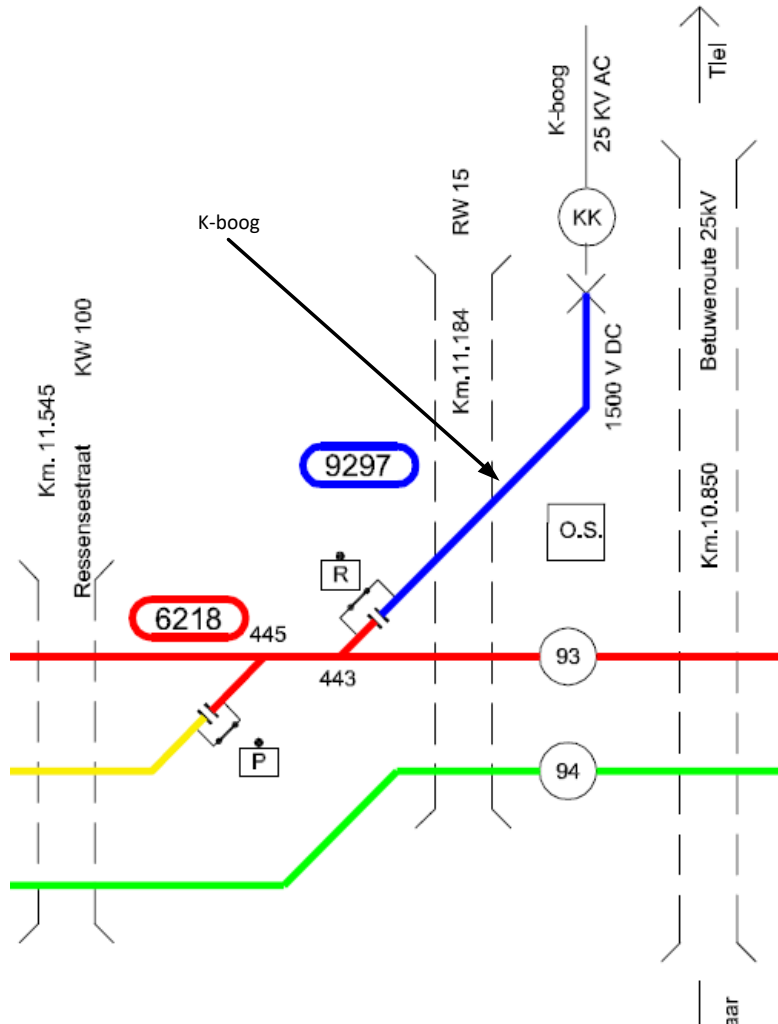 K-boog
25 KV AC
Tiel
RW 15
KK
K-boog
Betuweroute 25kV
KW 100
Km.11.184
1500 V DC
Km. 11.545
9297
Ressensestraat
O.S.
Km.10.850
R
6218
445
93
443
P
94
aar